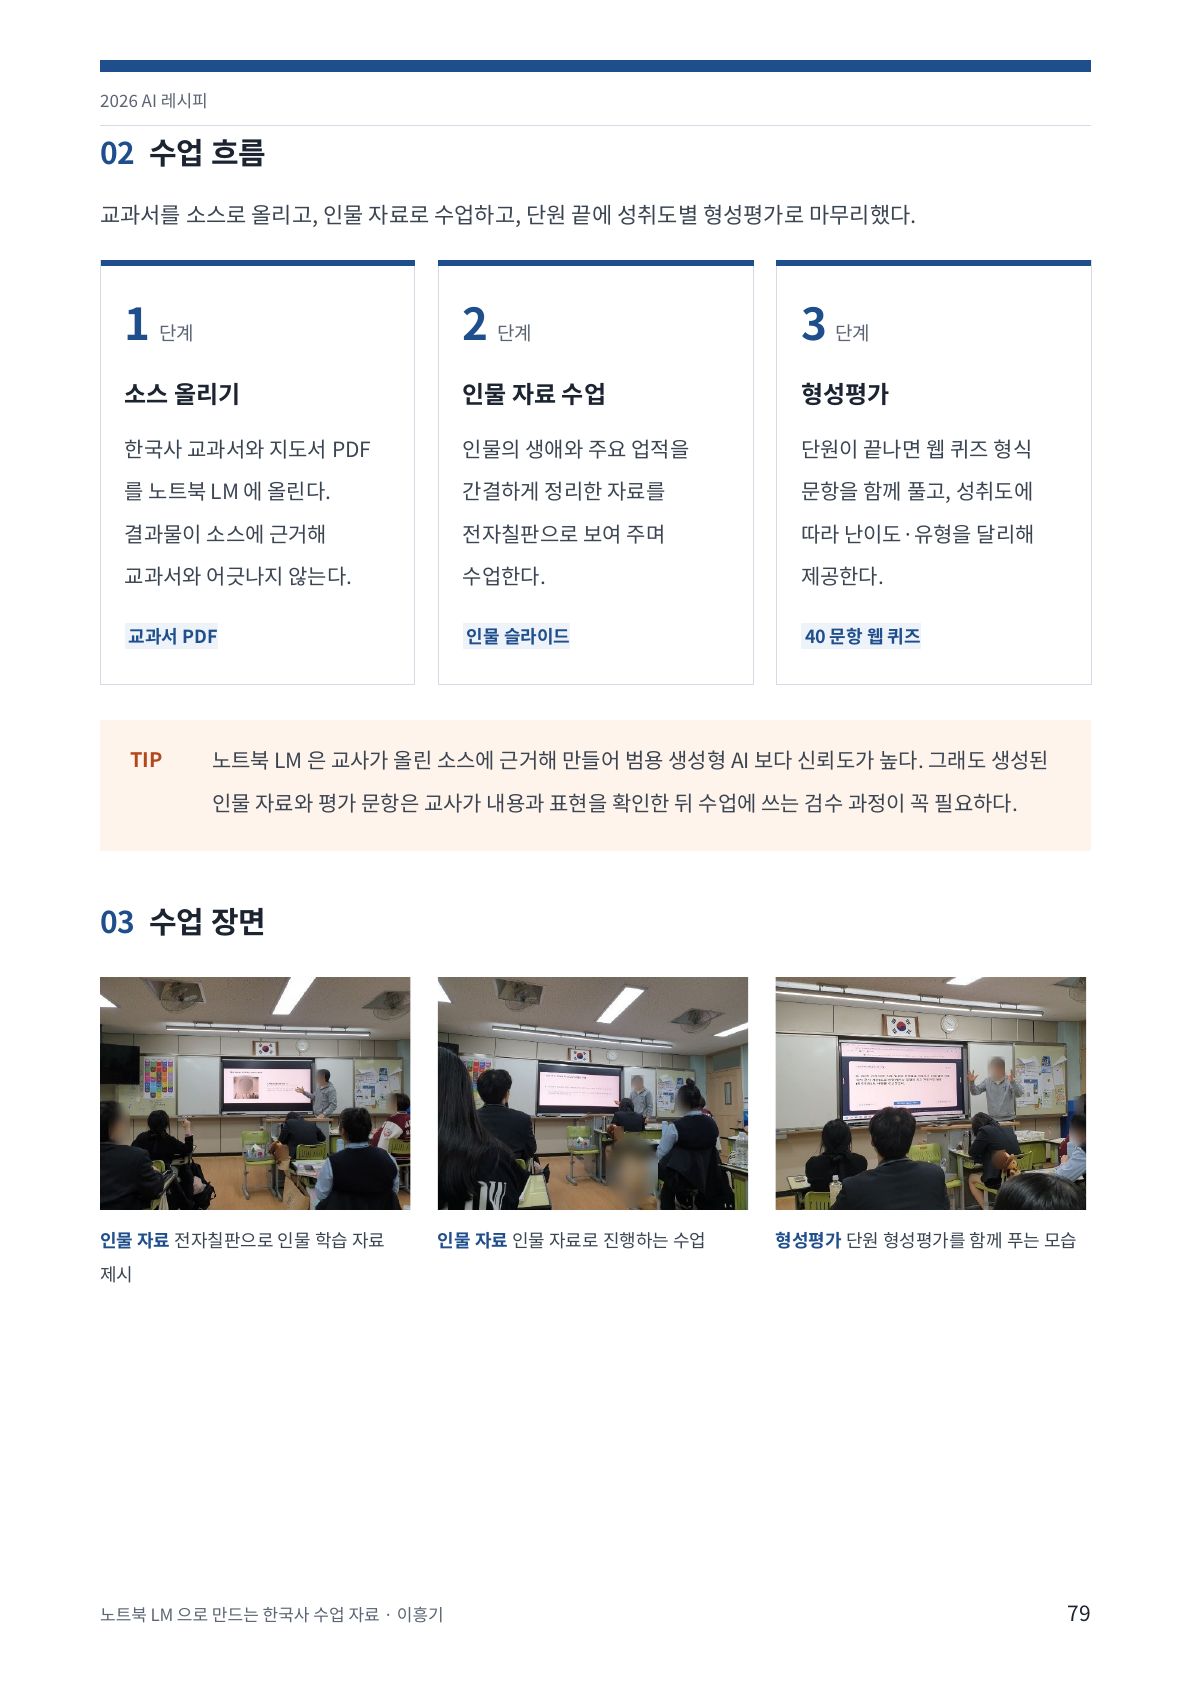 2026 AI 레시피
02 수업 흐름
교과서를 소스로 올리고, 인물 자료로 수업하고, 단원 끝에 성취도별 형성평가로 마무리했다.
1 단계
소스 올리기
한국사 교과서와 지도서 PDF
를 노트북 LM 에 올린다.
결과물이 소스에 근거해
교과서와 어긋나지 않는다.
교과서 PDF
2 단계
인물 자료 수업
인물의 생애와 주요 업적을
간결하게 정리한 자료를
전자칠판으로 보여 주며
수업한다.
인물 슬라이드
3 단계
형성평가
단원이 끝나면 웹 퀴즈 형식
문항을 함께 풀고, 성취도에
따라 난이도·유형을 달리해
제공한다.
40 문항 웹 퀴즈
TIP
노트북 LM 은 교사가 올린 소스에 근거해 만들어 범용 생성형 AI 보다 신뢰도가 높다. 그래도 생성된
인물 자료와 평가 문항은 교사가 내용과 표현을 확인한 뒤 수업에 쓰는 검수 과정이 꼭 필요하다.
03 수업 장면
인물 자료 전자칠판으로 인물 학습 자료
제시
인물 자료 인물 자료로 진행하는 수업
형성평가 단원 형성평가를 함께 푸는 모습
노트북 LM 으로 만드는 한국사 수업 자료 · 이흥기
79